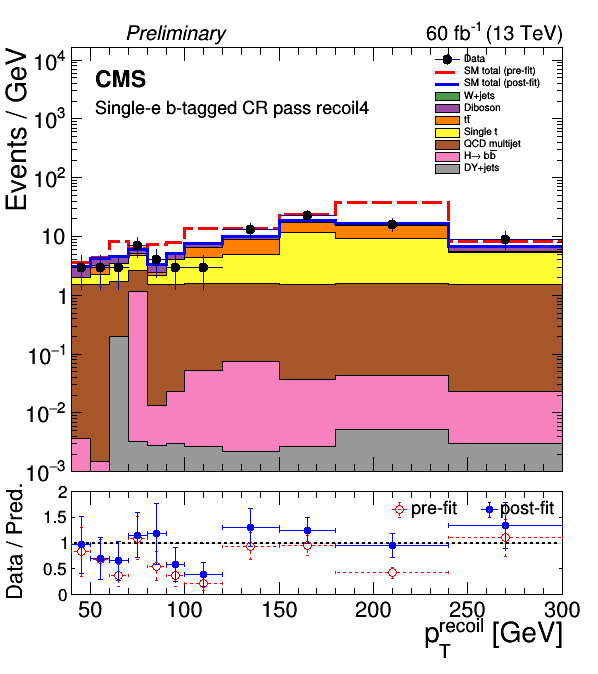 Preliminary 60 fb⁻¹ (13 TeV)
CMS
Single-e b-tagged CR pass recoil4
Data
SM total (pre-fit)
SM total (post-fit)
W+jets
Diboson
tt̅
Single t
QCD multijet
H→ bb̅
DY+jets
Events / GeV
10⁴
10³
10²
10
1
10⁻¹
10⁻²
10⁻³
pre-fit post-fit
Data / Pred.
2
1.5
1
0.5
0
50 100 150 200 250 300
p_T^recoil [GeV]